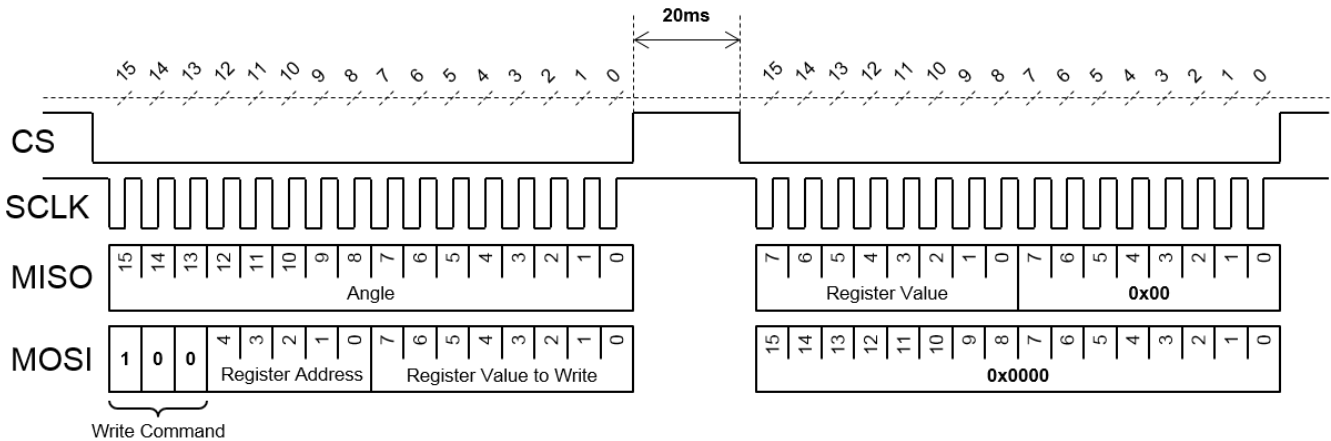 20ms
15 14 13 12 11 10 9 8 7 6 5 4 3 2 1 0 15 14 13 12 11 10 9 8 7 6 5 4 3 2 1 0
CS
SCLK
MISO 15 14 13 12 11 10 9 8 7 6 5 4 3 2 1 0 7 6 5 4 3 2 1 0 7 6 5 4 3 2 1 0
Angle Register Value 0x00
MOSI 1 0 0 4 3 2 1 0 7 6 5 4 3 2 1 0 15 14 13 12 11 10 9 8 7 6 5 4 3 2 1 0
Register Address Register Value to Write 0x0000
Write Command